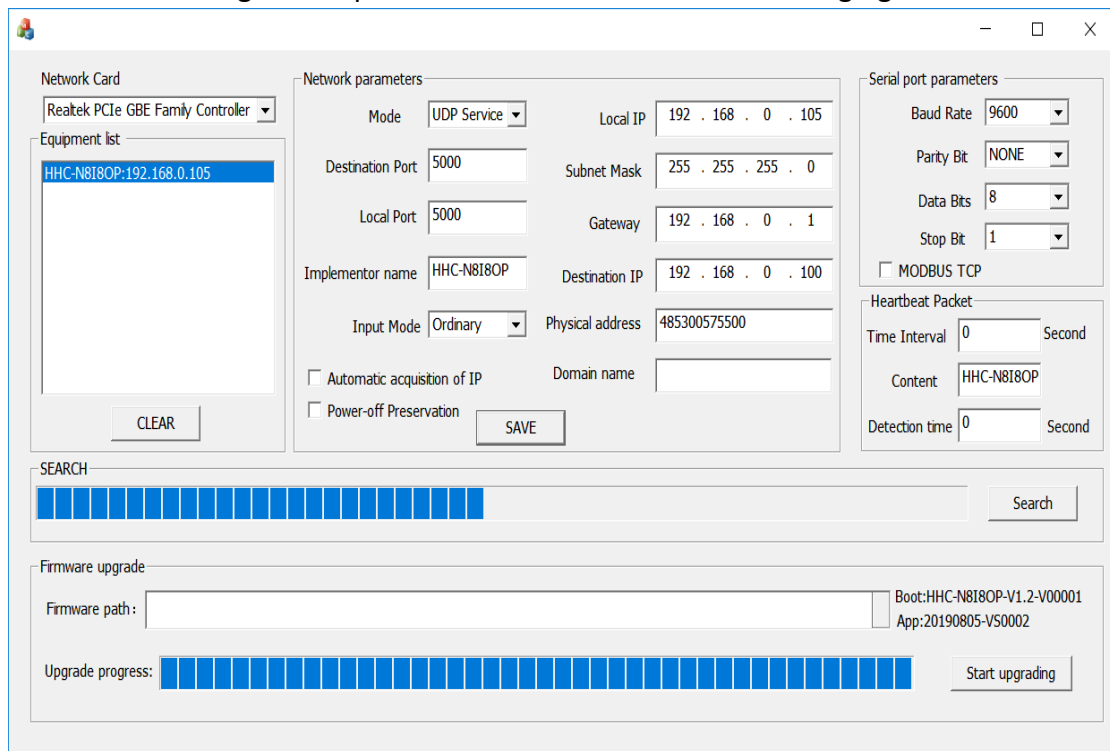 Network Card
Realtek PCIe GBE Family Controller
Equipment list
HHC-N8I8OP:192.168.0.105
CLEAR
Network parameters
Mode UDP Service
Destination Port 5000
Local Port 5000
Implementor name HHC-N8I8OP
Input Mode Ordinary
Automatic acquisition of IP
Power-off Preservation
SAVE
Local IP 192 . 168 . 0 . 105
Subnet Mask 255 . 255 . 255 . 0
Gateway 192 . 168 . 0 . 1
Destination IP 192 . 168 . 0 . 100
Physical address 485300575500
Domain name
Serial port parameters
Baud Rate 9600
Parity Bit NONE
Data Bits 8
Stop Bit 1
MODBUS TCP
Heartbeat Packet
Time Interval 0 Second
Content HHC-N8I8OP
Detection time 0 Second
SEARCH
Search
Firmware upgrade
Firmware path:
Boot:HHC-N8I8OP-V1.2-V00001
App:20190805-VS0002
Upgrade progress:
Start upgrading